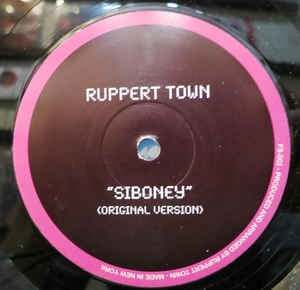 RUPPERT TOWN
"SIBONEY"
(ORIGINAL VERSION)
PRODUCED AND ARRANGED BY RUPPERT TOWN - MADE IN NEW YORK